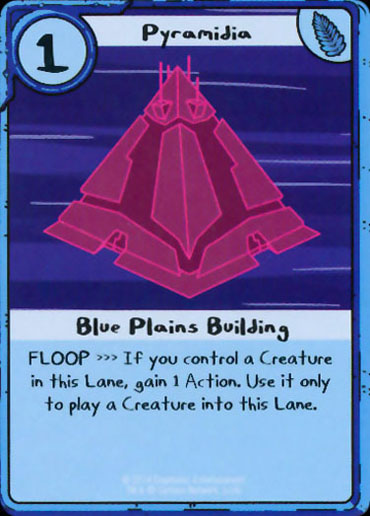 1
Pyramidia
Blue Plains Building
FLOOP >>> If you control a Creature
in this Lane, gain 1 Action. Use it only
to play a Creature into this Lane.